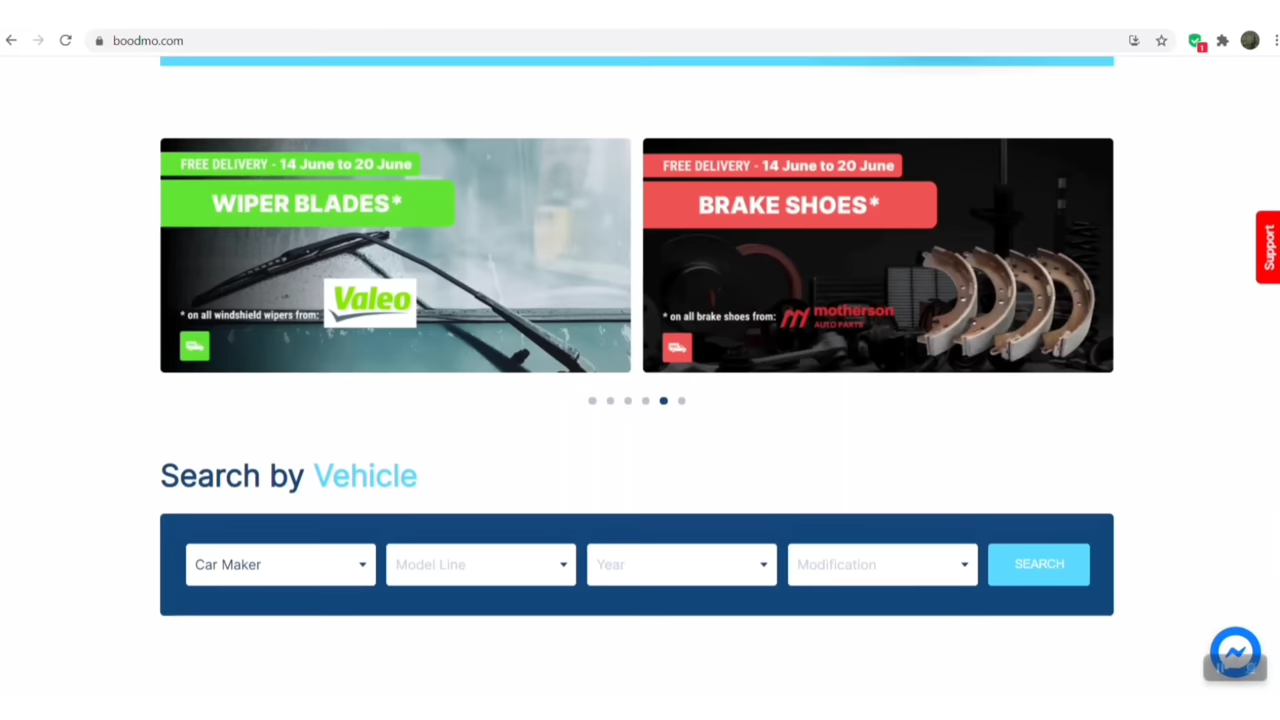 boodmo.com
1
FREE DELIVERY - 14 June to 20 June
WIPER BLADES*
* on all windshield wipers from:
Valeo
FREE DELIVERY - 14 June to 20 June
BRAKE SHOES*
* on all brake shoes from:
motherson
AUTO PARTS
Support
Search by Vehicle
Car Maker
Model Line
Year
Modification
SEARCH